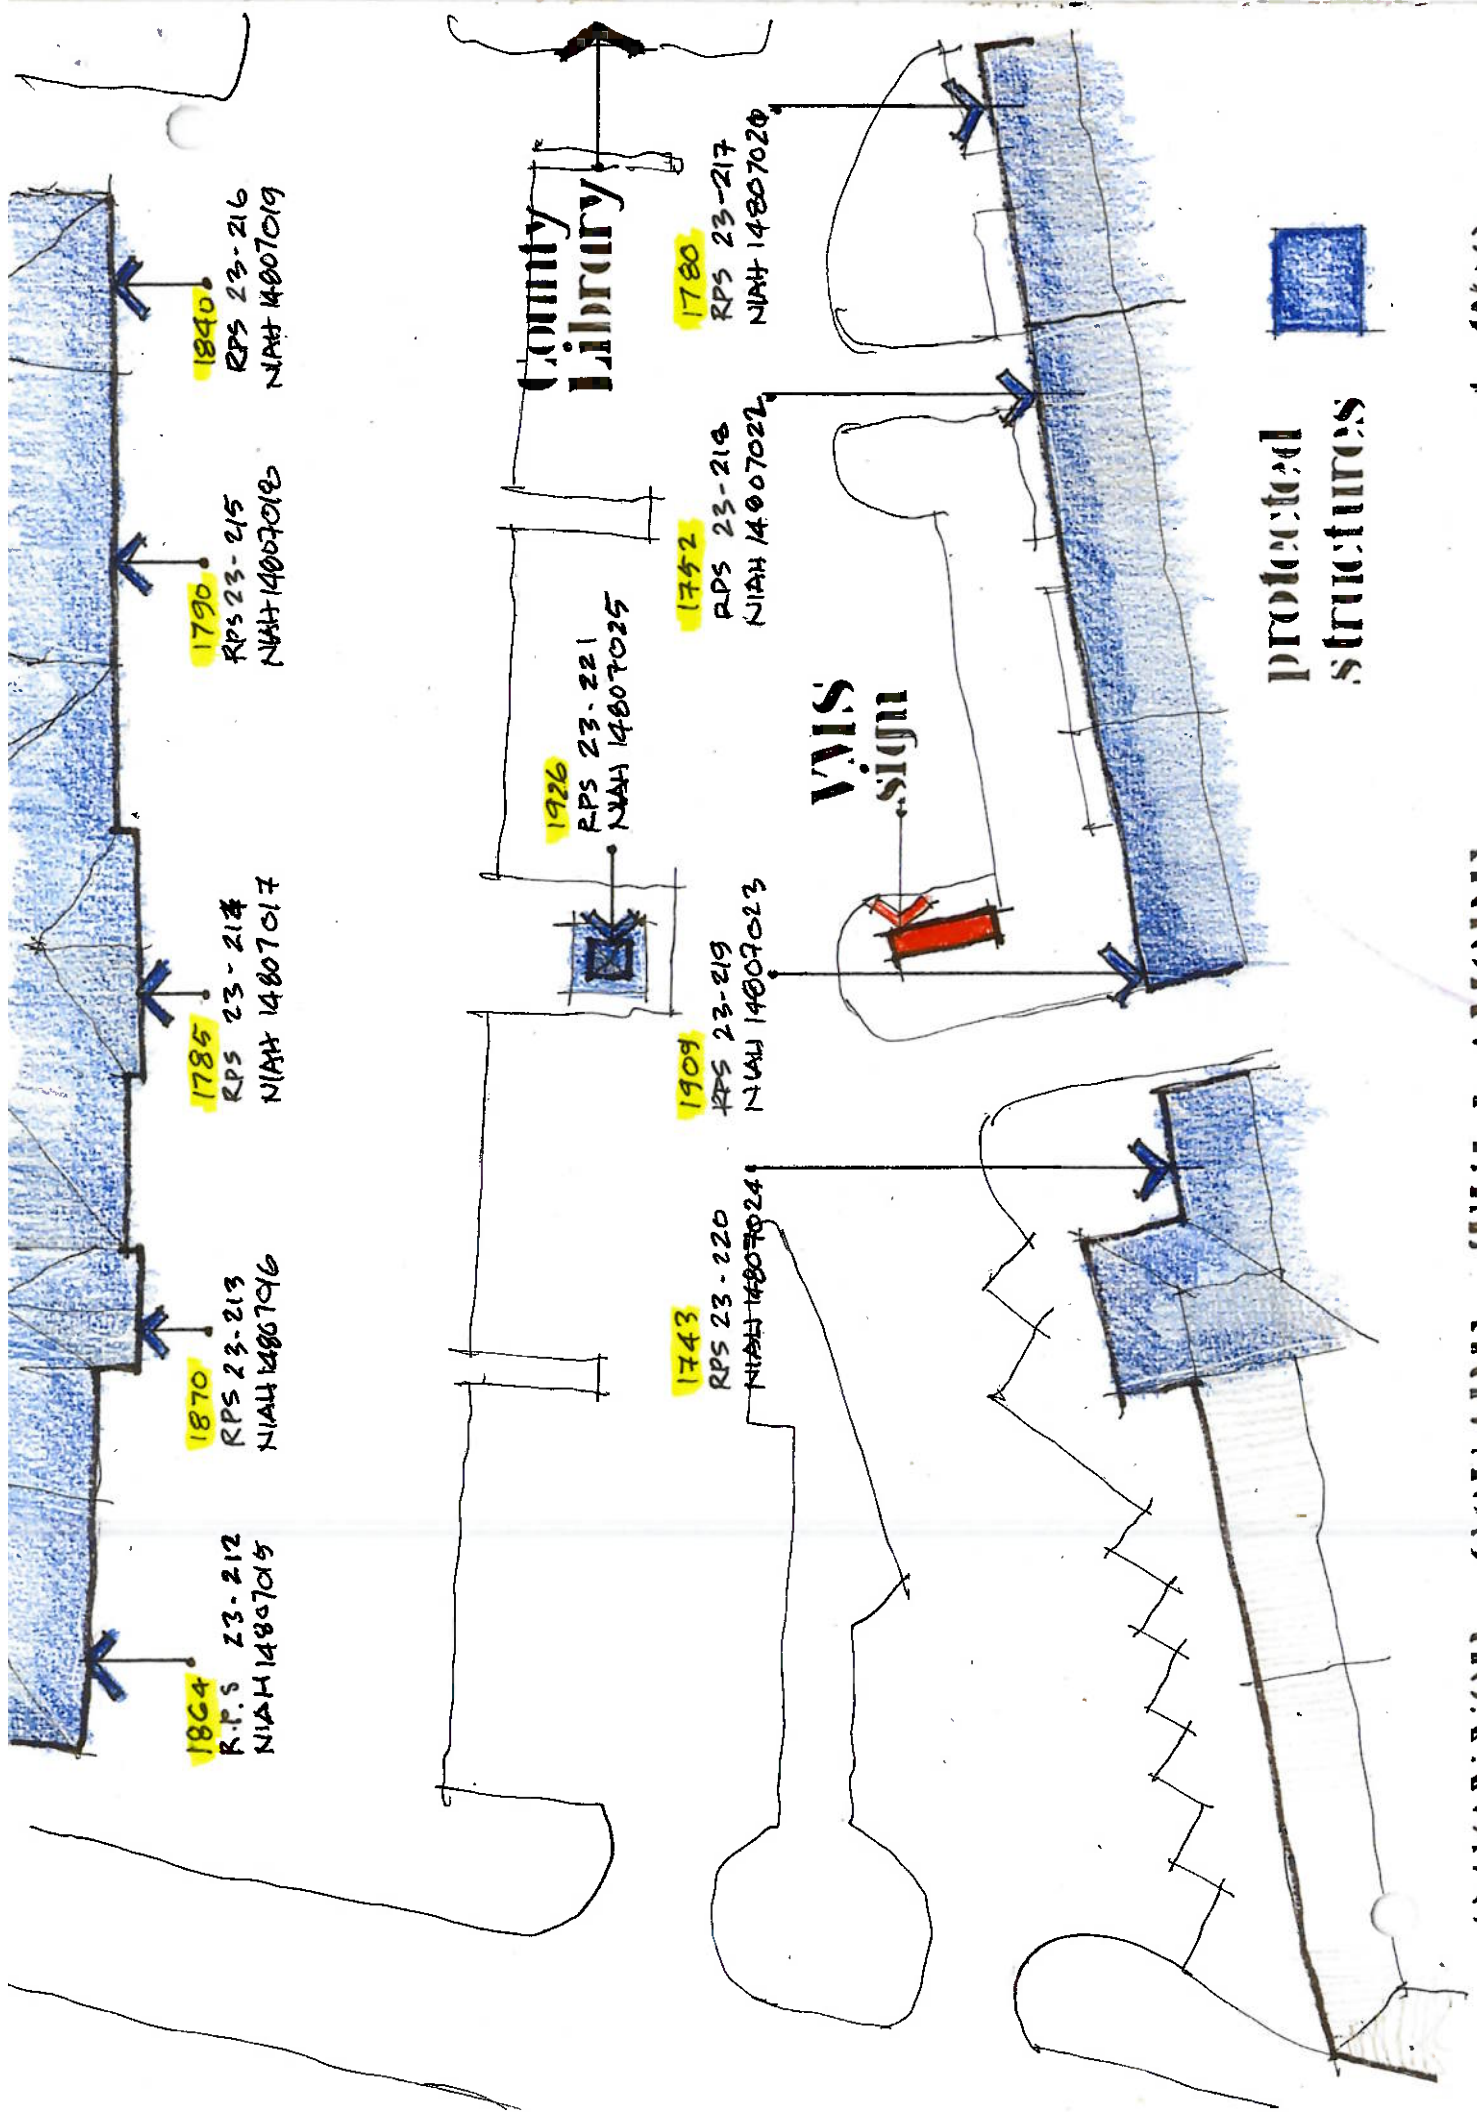 1864
R.P.S 23-212
NIAH 14807015
1870
RPS 23-213
NIAH 14807016
1785
RPS 23-214
NIAH 14807017
1790
RPS 23-215
NIAH 14807018
1840
RPS 23-216
NIAH 14807019
County
Library
1926
RPS 23-221
NIAH 14807025
1743
RPS 23-220
NIAH 14807024
1909
RPS 23-219
NIAH 14807023
1752
RPS 23-218
NIAH 14807022
1780
RPS 23-217
NIAH 14807020
VMS
sign
protected
structures